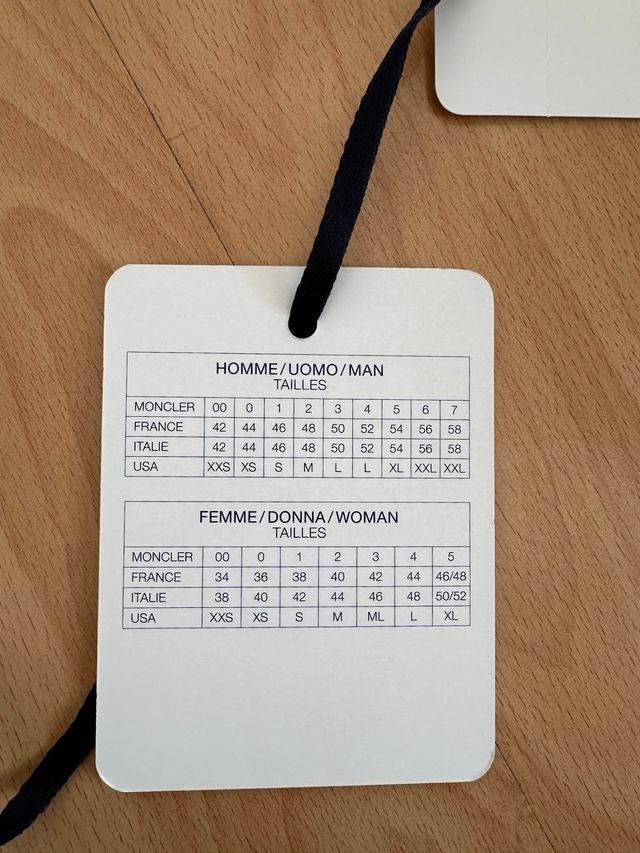 HOMME/UOMO/MAN
TAILLES
MONCLER 00 0 1 2 3 4 5 6 7
FRANCE 42 44 46 48 50 52 54 56 58
ITALIE 42 44 46 48 50 52 54 56 58
USA XXS XS S M L L XL XXL XXL
FEMME/DONNA/WOMAN
TAILLES
MONCLER 00 0 1 2 3 4 5
FRANCE 34 36 38 40 42 44 46/48
ITALIE 38 40 42 44 46 48 50/52
USA XXS XS S M ML L XL